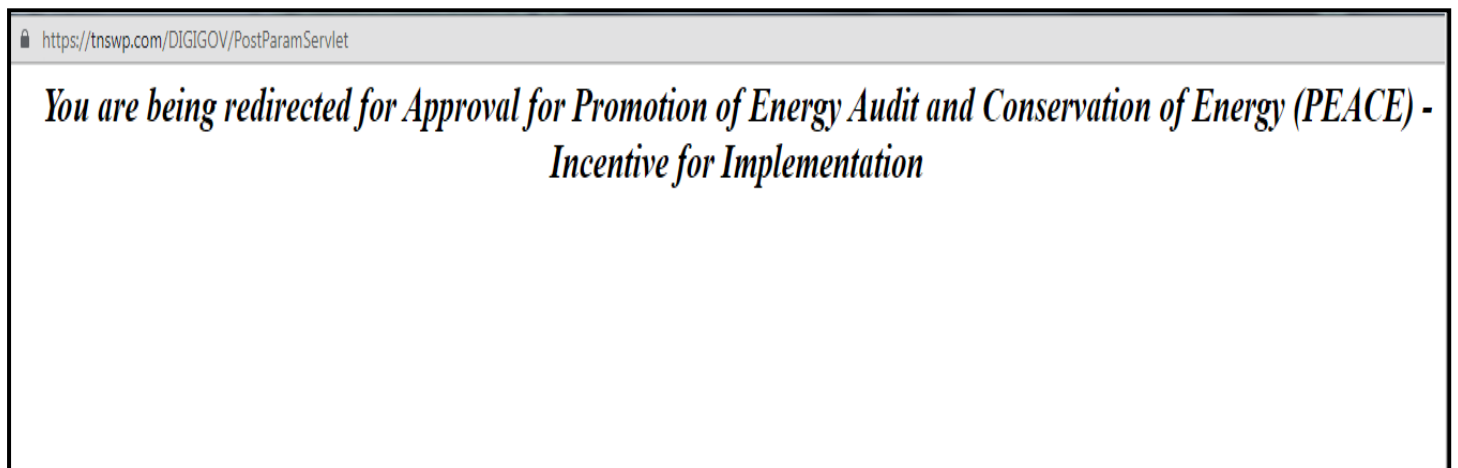 https://tnswp.com/DIGIGOV/PostParamServlet
You are being redirected for Approval for Promotion of Energy Audit and Conservation of Energy (PEACE) -
Incentive for Implementation